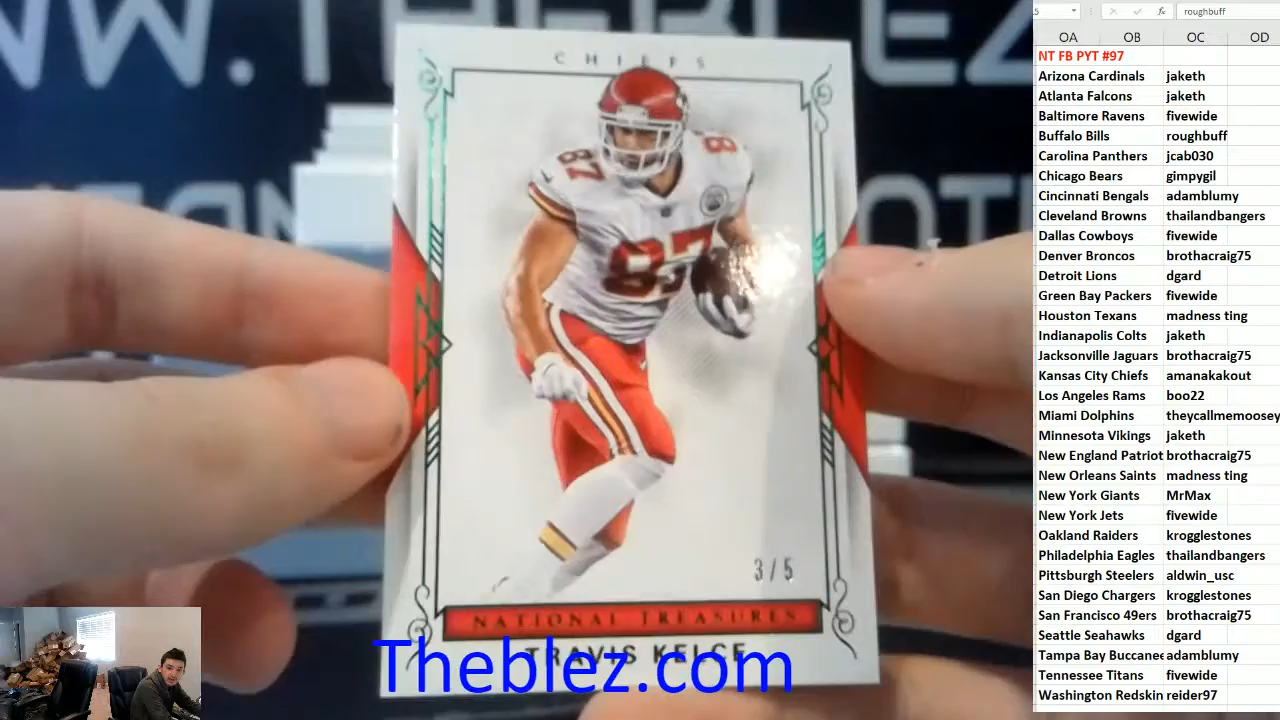 WWW.THEBLEZ
CHIEFS
87
8
87
3/5
NATIONAL TREASURES
TRAVIS KELCE
Theblez.com
roughbuff
OA OB OC OD
NT FB PYT #97
Arizona Cardinals jaketh
Atlanta Falcons jaketh
Baltimore Ravens fivewide
Buffalo Bills roughbuff
Carolina Panthers jcab030
Chicago Bears gimpygil
Cincinnati Bengals adamblumy
Cleveland Browns thailandbangers
Dallas Cowboys fivewide
Denver Broncos brothacraig75
Detroit Lions dgard
Green Bay Packers fivewide
Houston Texans madness ting
Indianapolis Colts jaketh
Jacksonville Jaguars brothacraig75
Kansas City Chiefs amanakakout
Los Angeles Rams boo22
Miami Dolphins theycallmemoosey
Minnesota Vikings jaketh
New England Patriot brothacraig75
New Orleans Saints madness ting
New York Giants MrMax
New York Jets fivewide
Oakland Raiders krogglestones
Philadelphia Eagles thailandbangers
Pittsburgh Steelers aldwin_usc
San Diego Chargers krogglestones
San Francisco 49ers brothacraig75
Seattle Seahawks dgard
Tampa Bay Buccanee adamblumy
Tennessee Titans fivewide
Washington Redskin reider97